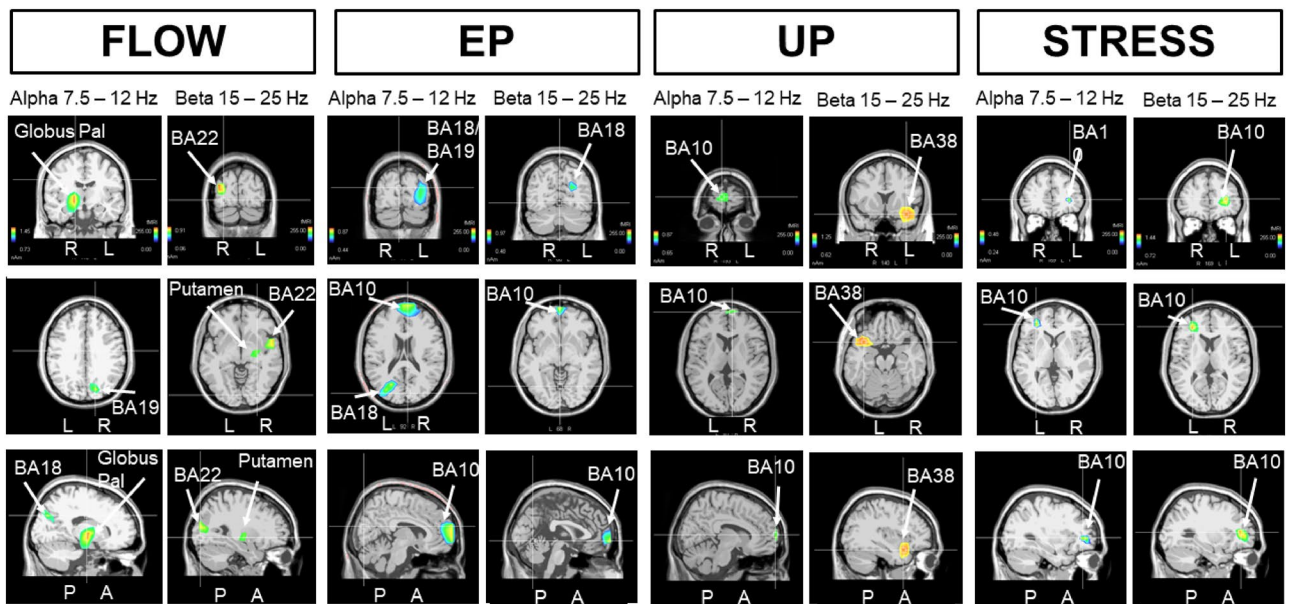 FLOW EP UP STRESS
Alpha 7.5 – 12 Hz Beta 15 – 25 Hz Alpha 7.5 – 12 Hz Beta 15 – 25 Hz Alpha 7.5 – 12 Hz Beta 15 – 25 Hz Alpha 7.5 – 12 Hz Beta 15 – 25 Hz
Globus Pal
BA22
BA18/
BA19
BA18
BA10
BA38
BA1
0
BA10
R L R L R L R L R L R L R L R L
Putamen
BA22
BA19
BA10
BA18
BA10
BA10
BA38
BA10
BA10
L R L R L R L R L R L R L R L R
BA18
Globus
Pal
BA22
Putamen
BA10
BA10
BA10
BA38
BA10
BA10
P A P A P A P A P A P A P A P A